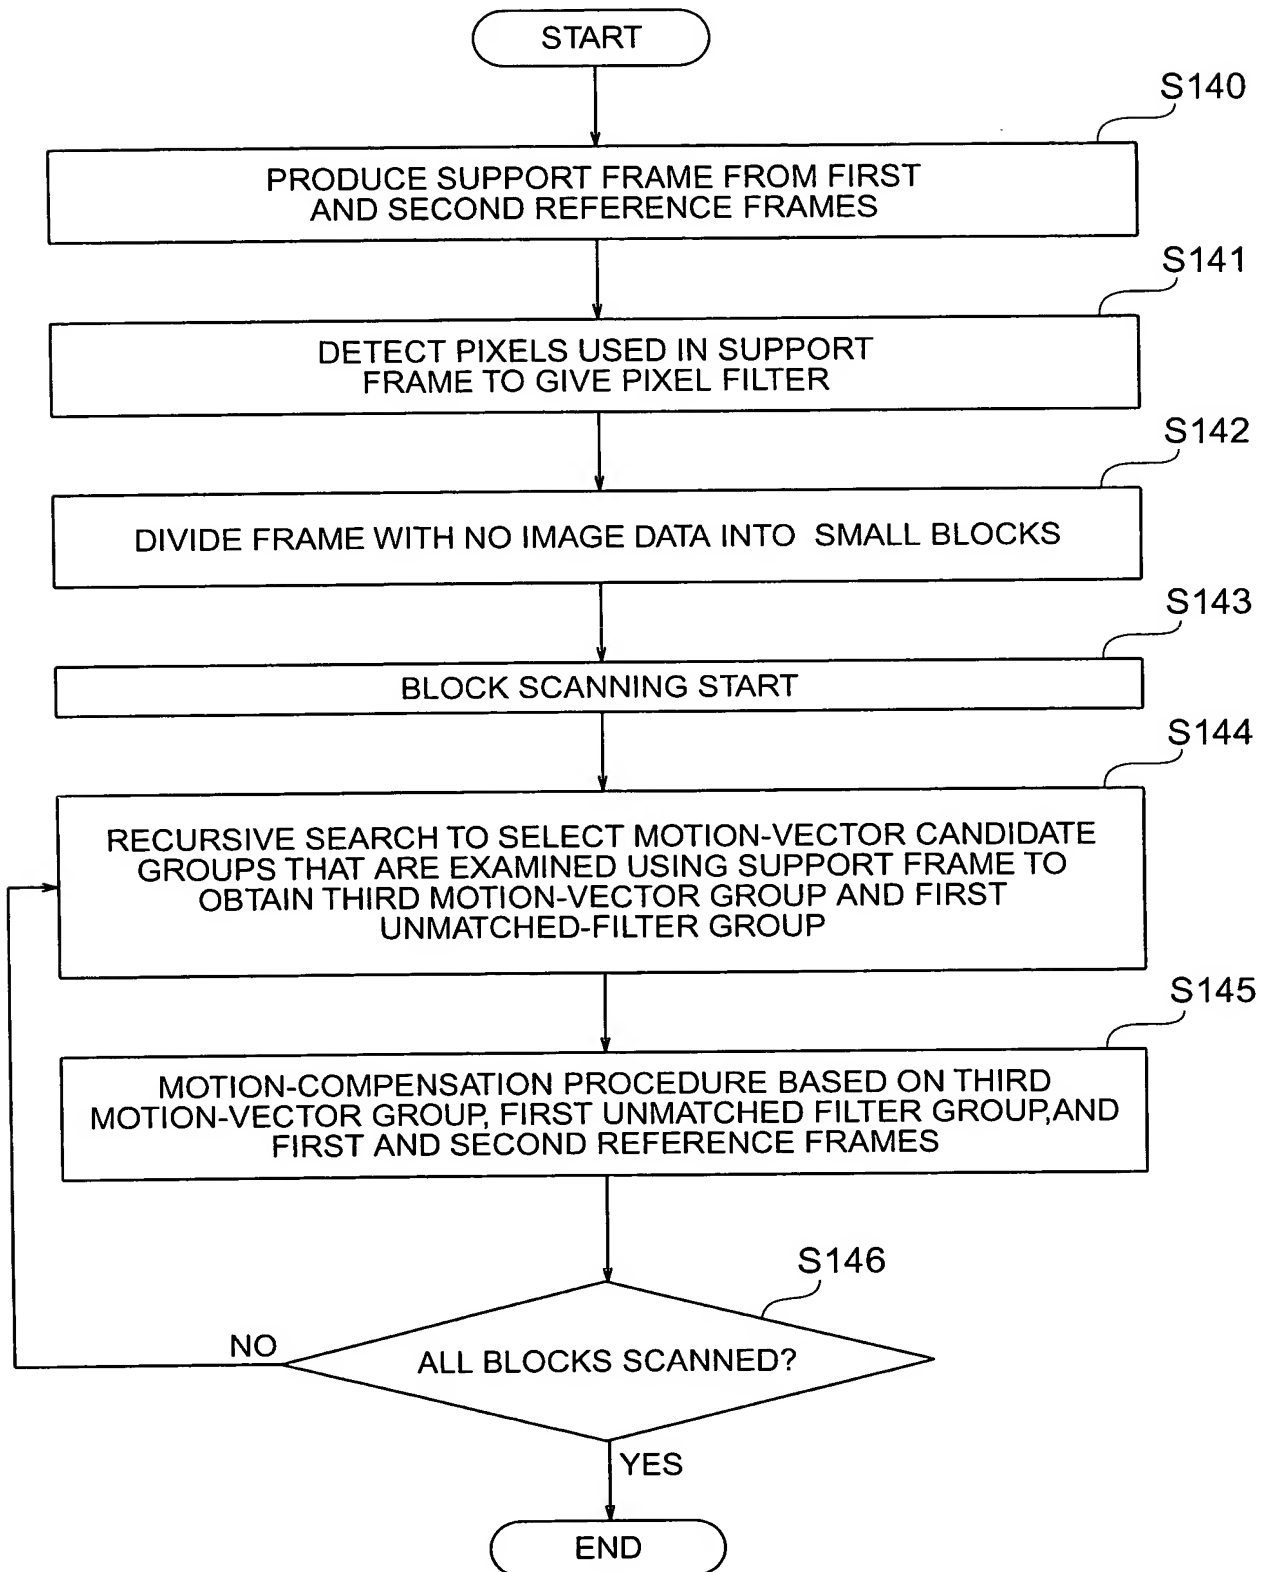 START
S140
PRODUCE SUPPORT FRAME FROM FIRST
AND SECOND REFERENCE FRAMES
S141
DETECT PIXELS USED IN SUPPORT
FRAME TO GIVE PIXEL FILTER
S142
DIVIDE FRAME WITH NO IMAGE DATA INTO SMALL BLOCKS
S143
BLOCK SCANNING START
S144
RECURSIVE SEARCH TO SELECT MOTION-VECTOR CANDIDATE
GROUPS THAT ARE EXAMINED USING SUPPORT FRAME TO
OBTAIN THIRD MOTION-VECTOR GROUP AND FIRST
UNMATCHED-FILTER GROUP
S145
MOTION-COMPENSATION PROCEDURE BASED ON THIRD
MOTION-VECTOR GROUP, FIRST UNMATCHED FILTER GROUP,AND
FIRST AND SECOND REFERENCE FRAMES
S146
NO
ALL BLOCKS SCANNED?
YES
END